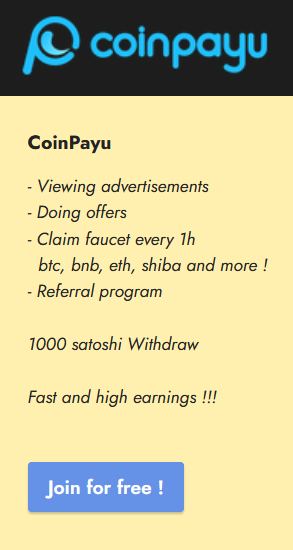 coinpayu
CoinPayu
- Viewing advertisements
- Doing offers
- Claim faucet every 1h
btc, bnb, eth, shiba and more !
- Referral program
1000 satoshi Withdraw
Fast and high earnings !!!
Join for free !